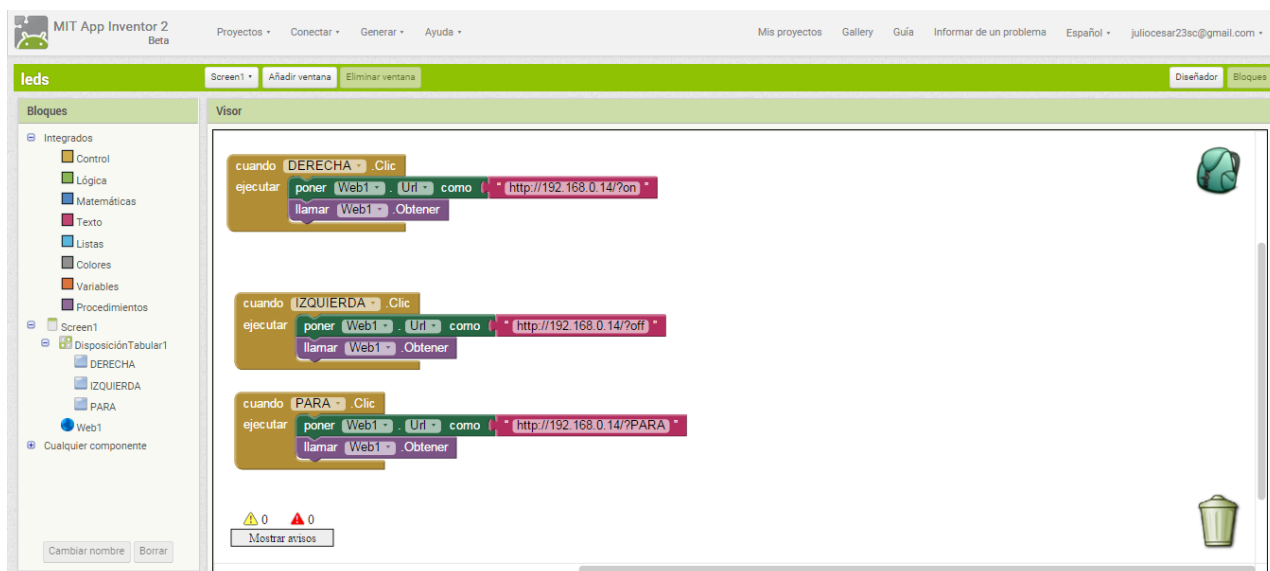 MIT App Inventor 2
Beta
Proyectos Conectar Generar Ayuda Mis proyectos Gallery Guía Informar de un problema Español juliocesar23sc@gmail.com
leds Screen1 Añadir ventana Eliminar ventana Diseñador Bloques
Bloques
Integrados
Control
Lógica
Matemáticas
Texto
Listas
Colores
Variables
Procedimientos
Screen1
DisposiciónTabular1
DERECHA
IZQUIERDA
PARA
Web1
Cualquier componente
Cambiar nombre Borrar
Visor
cuando DERECHA .Clic
ejecutar poner Web1 . Url como " http://192.168.0.14/?on "
llamar Web1 .Obtener
cuando IZQUIERDA .Clic
ejecutar poner Web1 . Url como " http://192.168.0.14/?off "
llamar Web1 .Obtener
cuando PARA .Clic
ejecutar poner Web1 . Url como " http://192.168.0.14/?PARA "
llamar Web1 .Obtener
0 0
Mostrar avisos